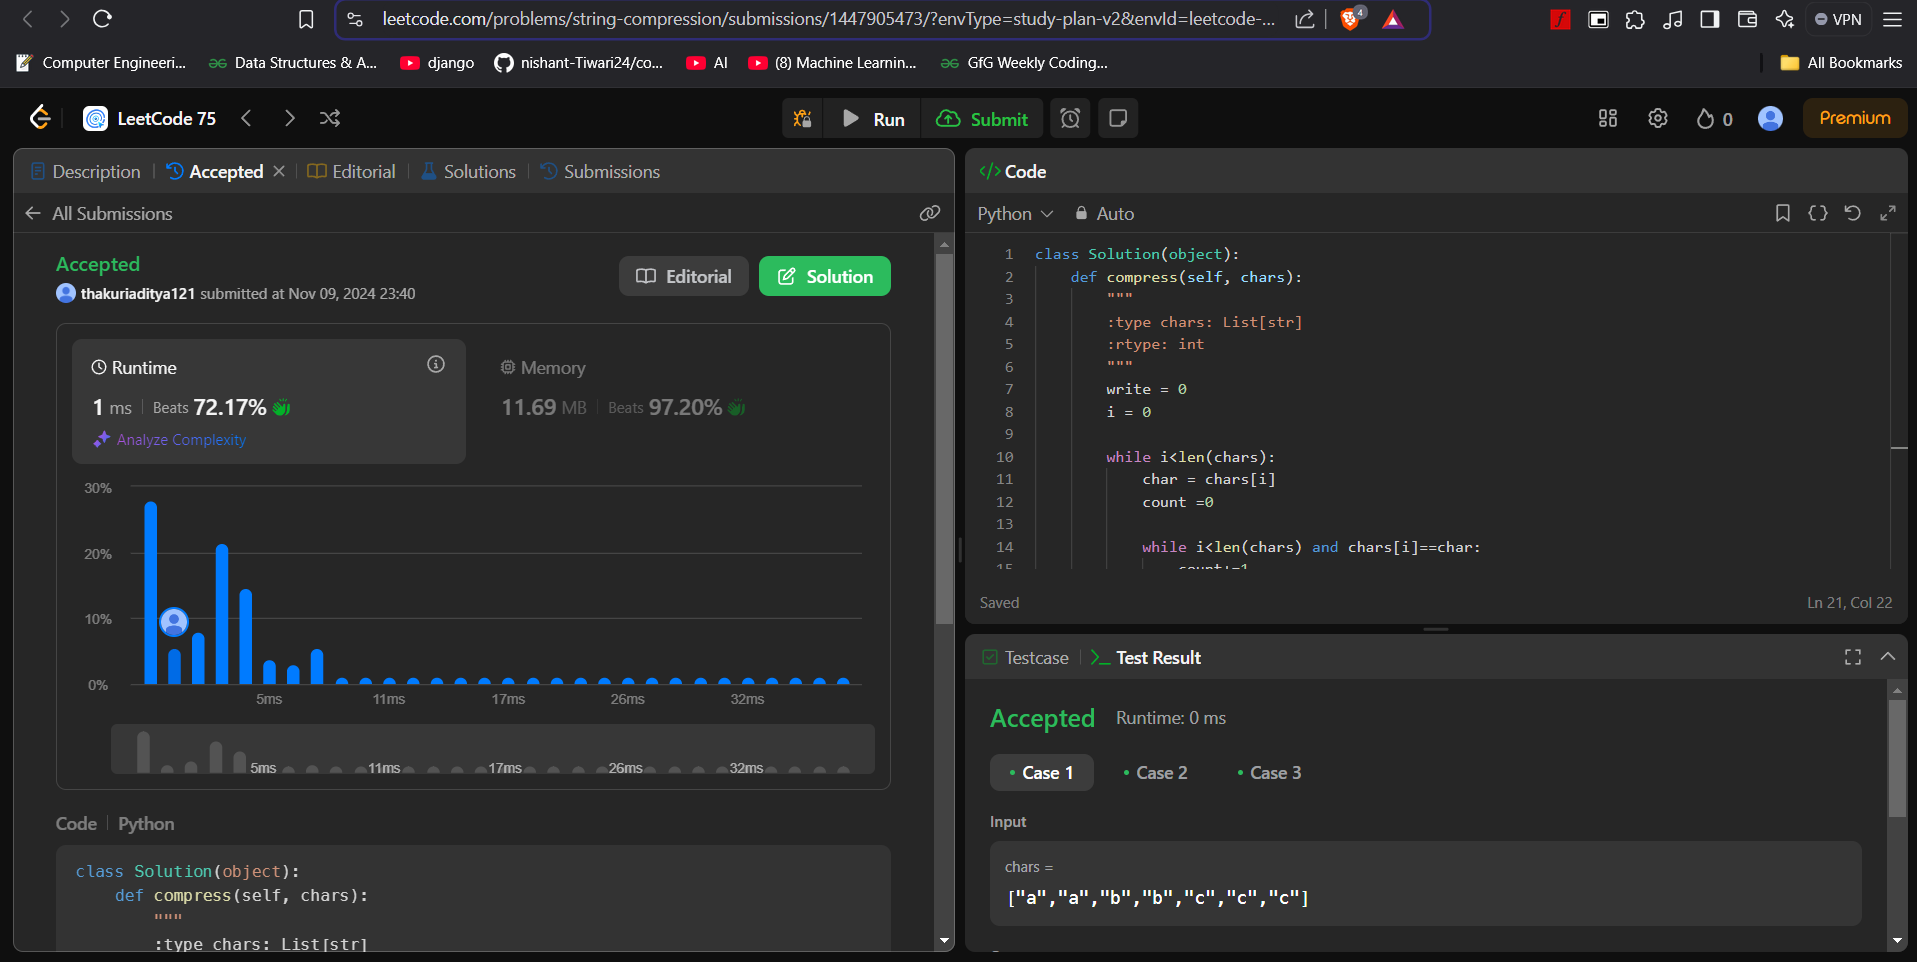 leetcode.com/problems/string-compression/submissions/1447905473/?envType=study-plan-v2&envId=leetcode-...
4
VPN
Computer Engineeri...
Data Structures & A...
django
nishant-Tiwari24/co...
AI
(8) Machine Learnin...
GfG Weekly Coding...
All Bookmarks
LeetCode 75
Run
Submit
0
Premium
Description
Accepted
Editorial
Solutions
Submissions
All Submissions
Accepted
thakuriaditya121 submitted at Nov 09, 2024 23:40
Editorial
Solution
Runtime
1 ms
Beats 72.17%
Analyze Complexity
Memory
11.69 MB
Beats 97.20%
30%
20%
10%
0%
5ms 11ms 17ms 26ms 32ms
5ms 11ms 17ms 26ms 32ms
Code
Python
class Solution(object):
def compress(self, chars):
"""
:type chars: List[str]
</> Code
Python
Auto
1 class Solution(object):
2 def compress(self, chars):
3 """
4 :type chars: List[str]
5 :rtype: int
6 """
7 write = 0
8 i = 0
9
10 while i<len(chars):
11 char = chars[i]
12 count =0
13
14 while i<len(chars) and chars[i]==char:
15 count+=1
Saved
Ln 21, Col 22
Testcase
Test Result
Accepted
Runtime: 0 ms
Case 1
Case 2
Case 3
Input
chars =
["a","a","b","b","c","c","c"]